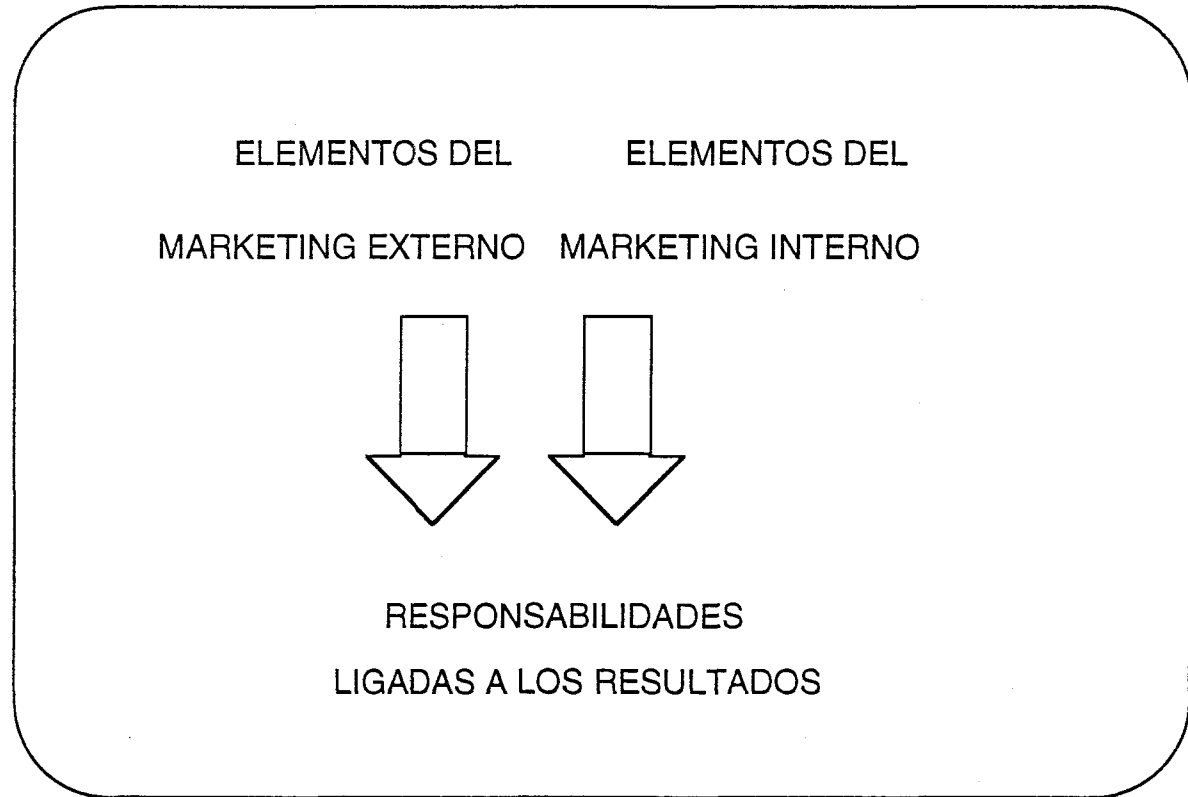 ELEMENTOS DEL ELEMENTOS DEL
MARKETING EXTERNO MARKETING INTERNO
RESPONSABILIDADES
LIGADAS A LOS RESULTADOS